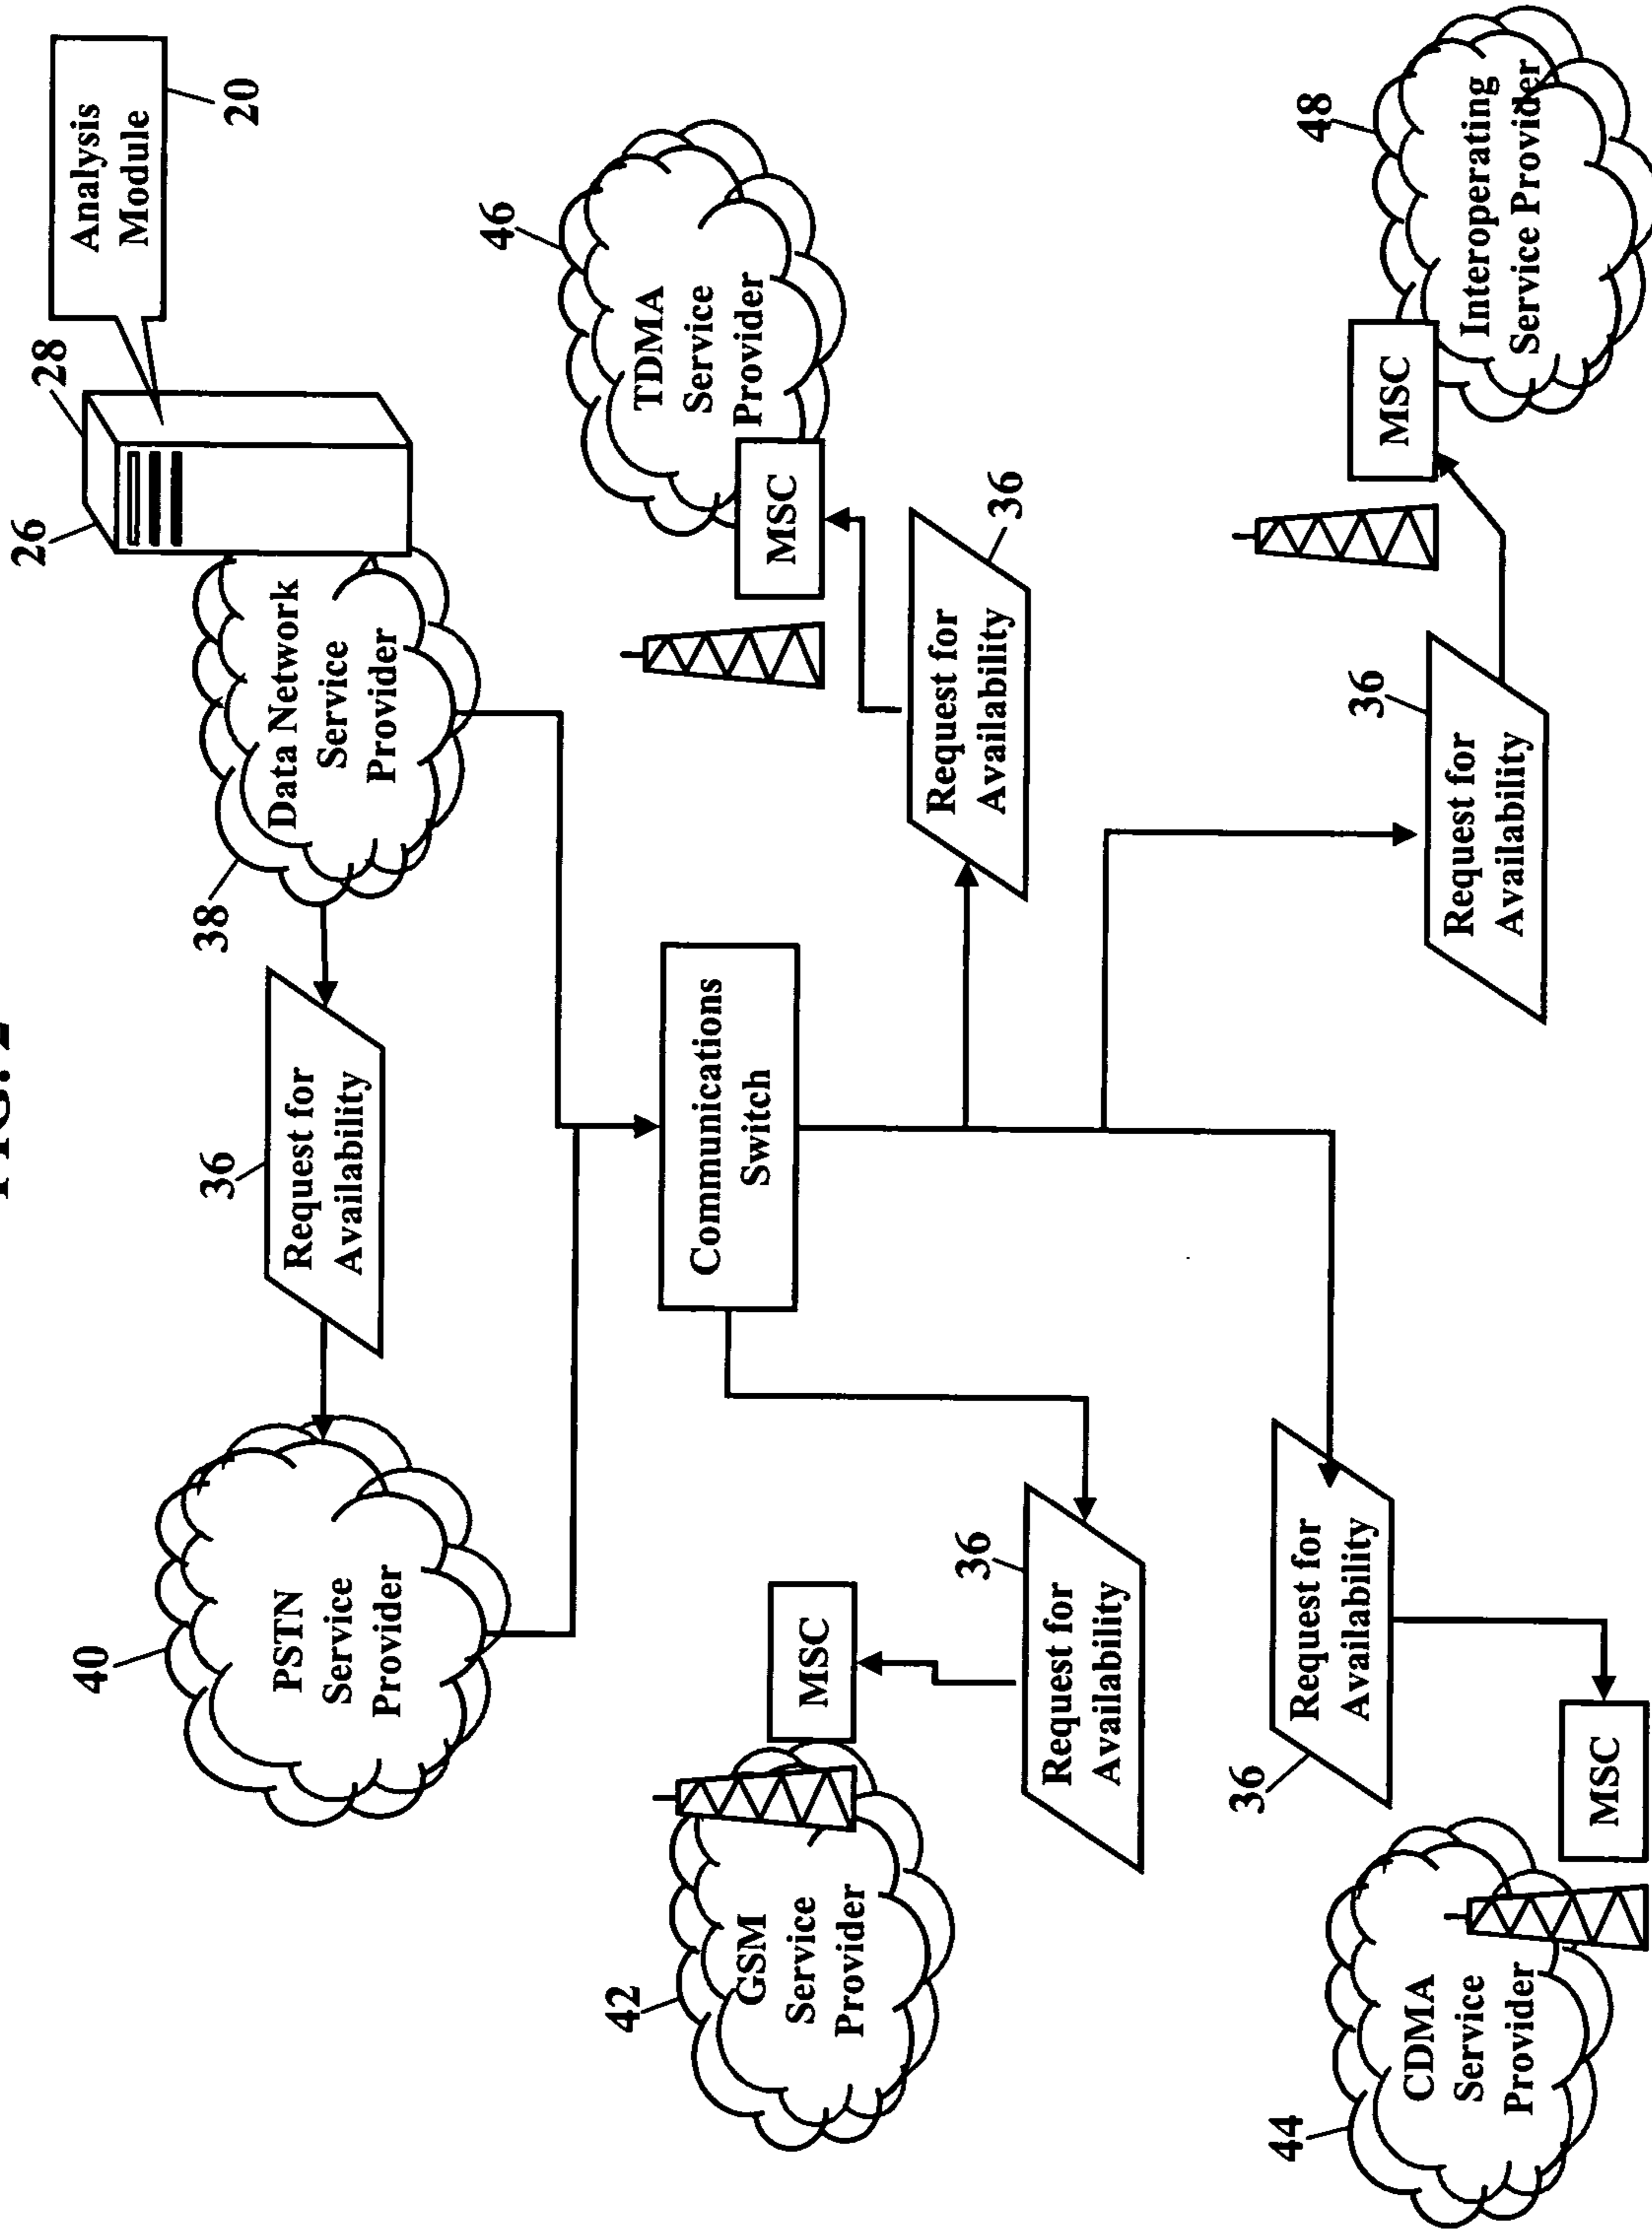 FIG. 2
40
PSTN
Service
Provider
36
Request for
Availability
38
Data Network
Service
Provider
26
28
Analysis
Module
20
42
GSM
Service
Provider
MSC
36
Request for
Availability
Communications
Switch
46
TDMA
Service
Provider
MSC
Request for
Availability
36
44
CDMA
Service
Provider
MSC
36
Request for
Availability
36
Request for
Availability
48
Interoperating
Service Provider
MSC